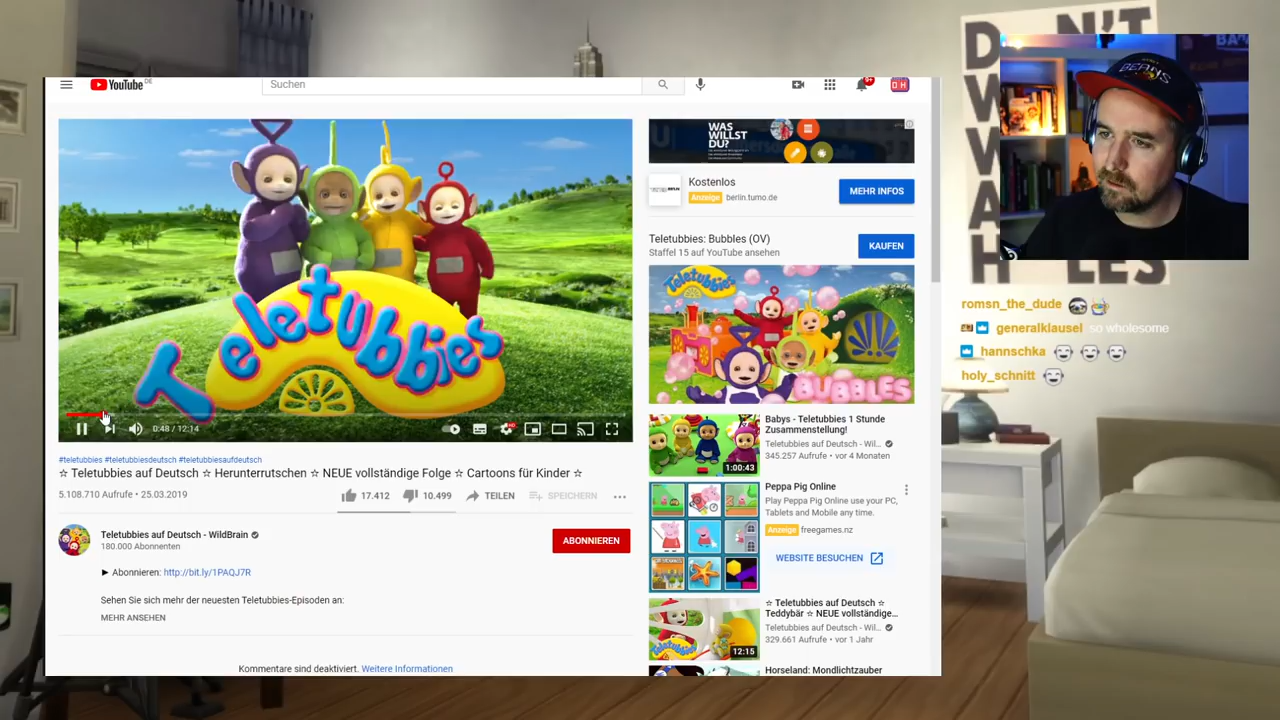 YouTube DE
Suchen
9+
Teletubbies
0:48 / 12:14
#teletubbies #teletubbiesdeutsch #teletubbiesaufdeutsch
☆ Teletubbies auf Deutsch ☆ Herunterrutschen ☆ NEUE vollständige Folge ☆ Cartoons für Kinder ☆
5.108.710 Aufrufe • 25.03.2019
17.412
10.499
TEILEN
SPEICHERN
Teletubbies auf Deutsch - WildBrain
180.000 Abonnenten
ABONNIEREN
► Abonnieren: http://bit.ly/1PAQJ7R
Sehen Sie sich mehr der neuesten Teletubbies-Episoden an:
MEHR ANSEHEN
Kommentare sind deaktiviert. Weitere Informationen
WAS
WILLST
DU?
Kostenlos
Anzeige berlin.tumo.de
MEHR INFOS
Teletubbies: Bubbles (OV)
Staffel 15 auf YouTube ansehen
KAUFEN
Teletubbies
BUBBLES
Babys - Teletubbies 1 Stunde
Zusammenstellung!
Teletubbies auf Deutsch - Wil...
345.257 Aufrufe • vor 4 Monaten
1:00:43
Peppa Pig Online
Play Peppa Pig Online use your PC,
Tablets and Mobile any time.
Anzeige freegames.nz
WEBSITE BESUCHEN
☆ Teletubbies auf Deutsch ☆
Teddybär ☆ NEUE vollständige...
Teletubbies auf Deutsch - Wil...
329.661 Aufrufe • vor 1 Jahr
12:15
Teletubbies
Horseland: Mondlichtzauber
BEANS
romsn_the_dude
generalklausel so wholesome
hannschka
holy_schnitt